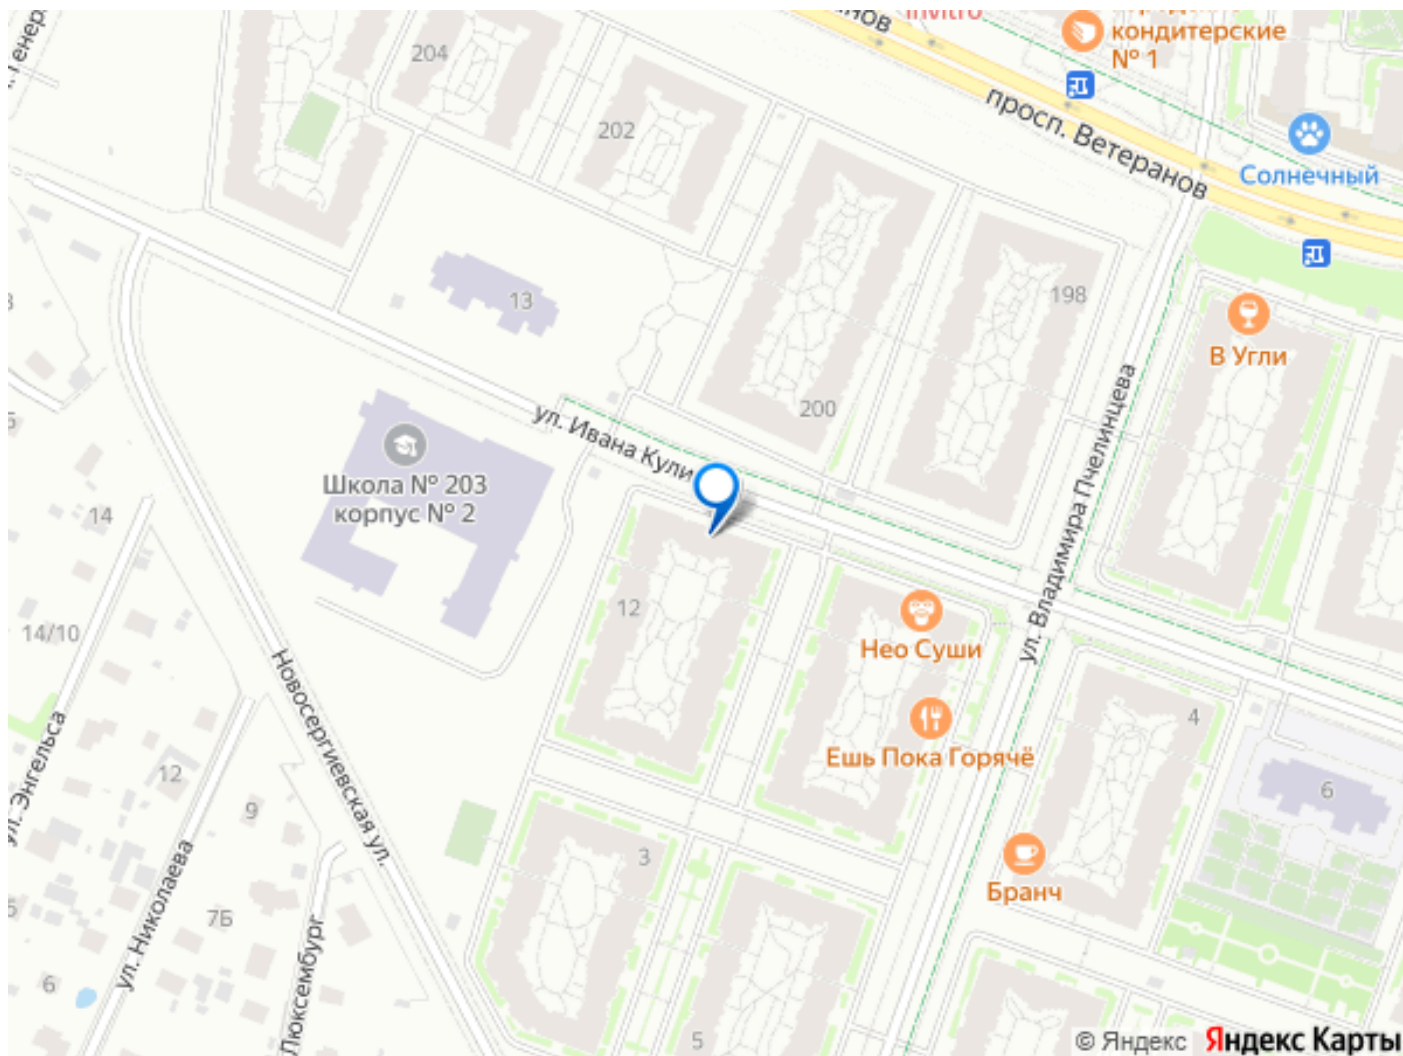 204
202
invitro
кондитерские
№ 1
просп. Ветеранов
Солнечный
198
13
В Угли
200
ул. Ивана Кули
ул. Владимира Пчелинцева
Школа № 203
корпус № 2
14
12
14/10
Нео Суши
Новосергиевская ул.
4
Ешь Пока Горячё
ул. Энгельса
12
6
9
3
Бранч
ул. Николаева
7Б
Люксембург
6
5
© Яндекс Яндекс Карты